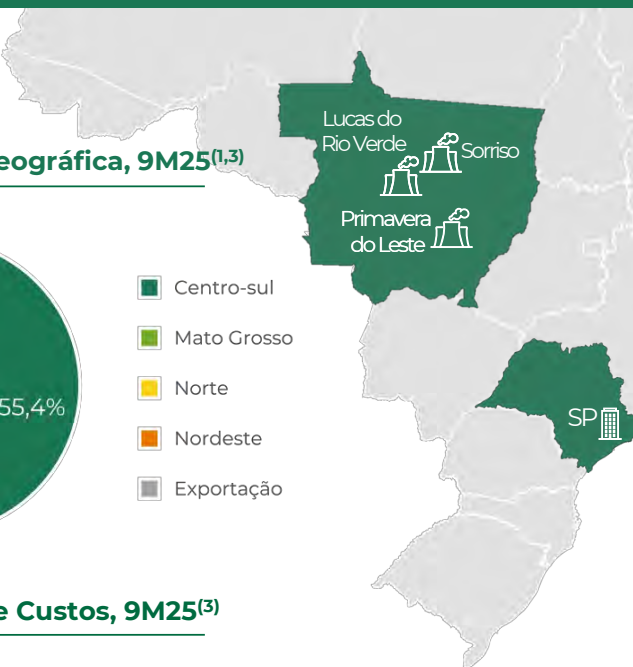 Lucas do
Rio Verde
Sorriso
eográfica, 9M25(1,3)
Primavera
do Leste
Centro-sul
Mato Grosso
Norte
55,4%
SP
Nordeste
Exportação
e Custos, 9M25(3)